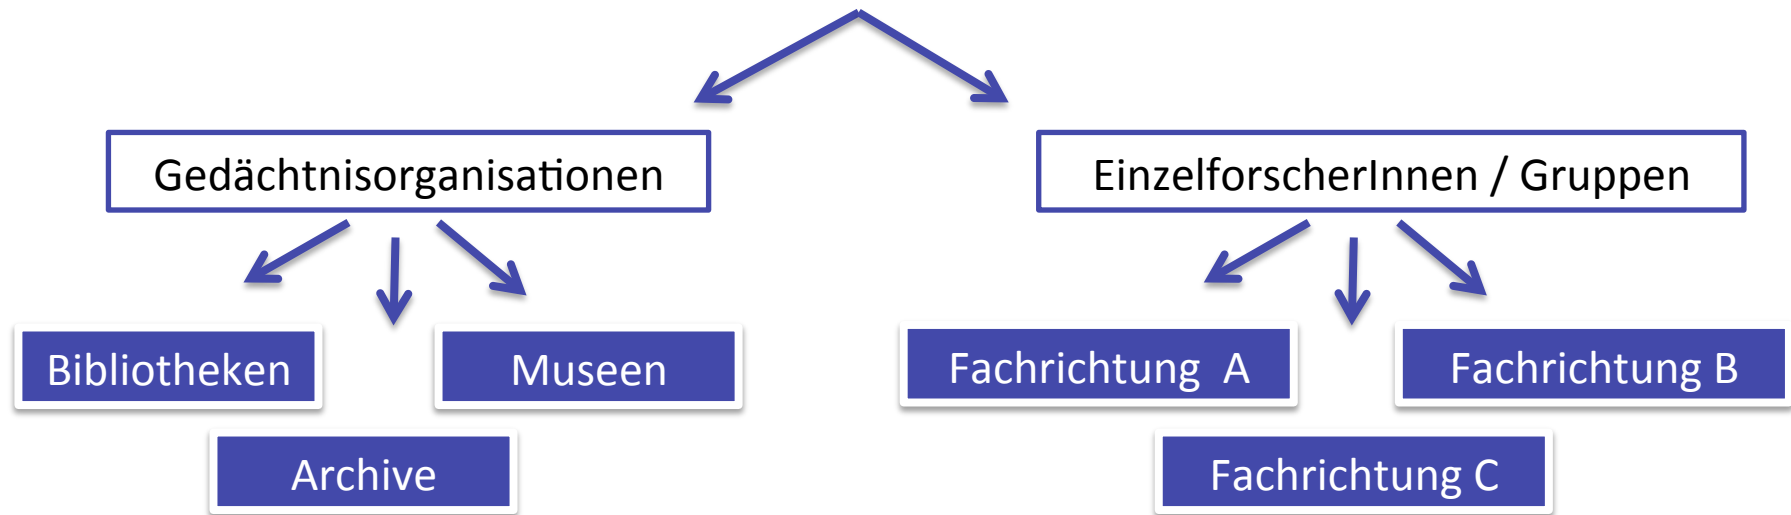 Gedächtnisorganisationen
EinzelforscherInnen / Gruppen
Bibliotheken
Museen
Archive
Fachrichtung A
Fachrichtung B
Fachrichtung C